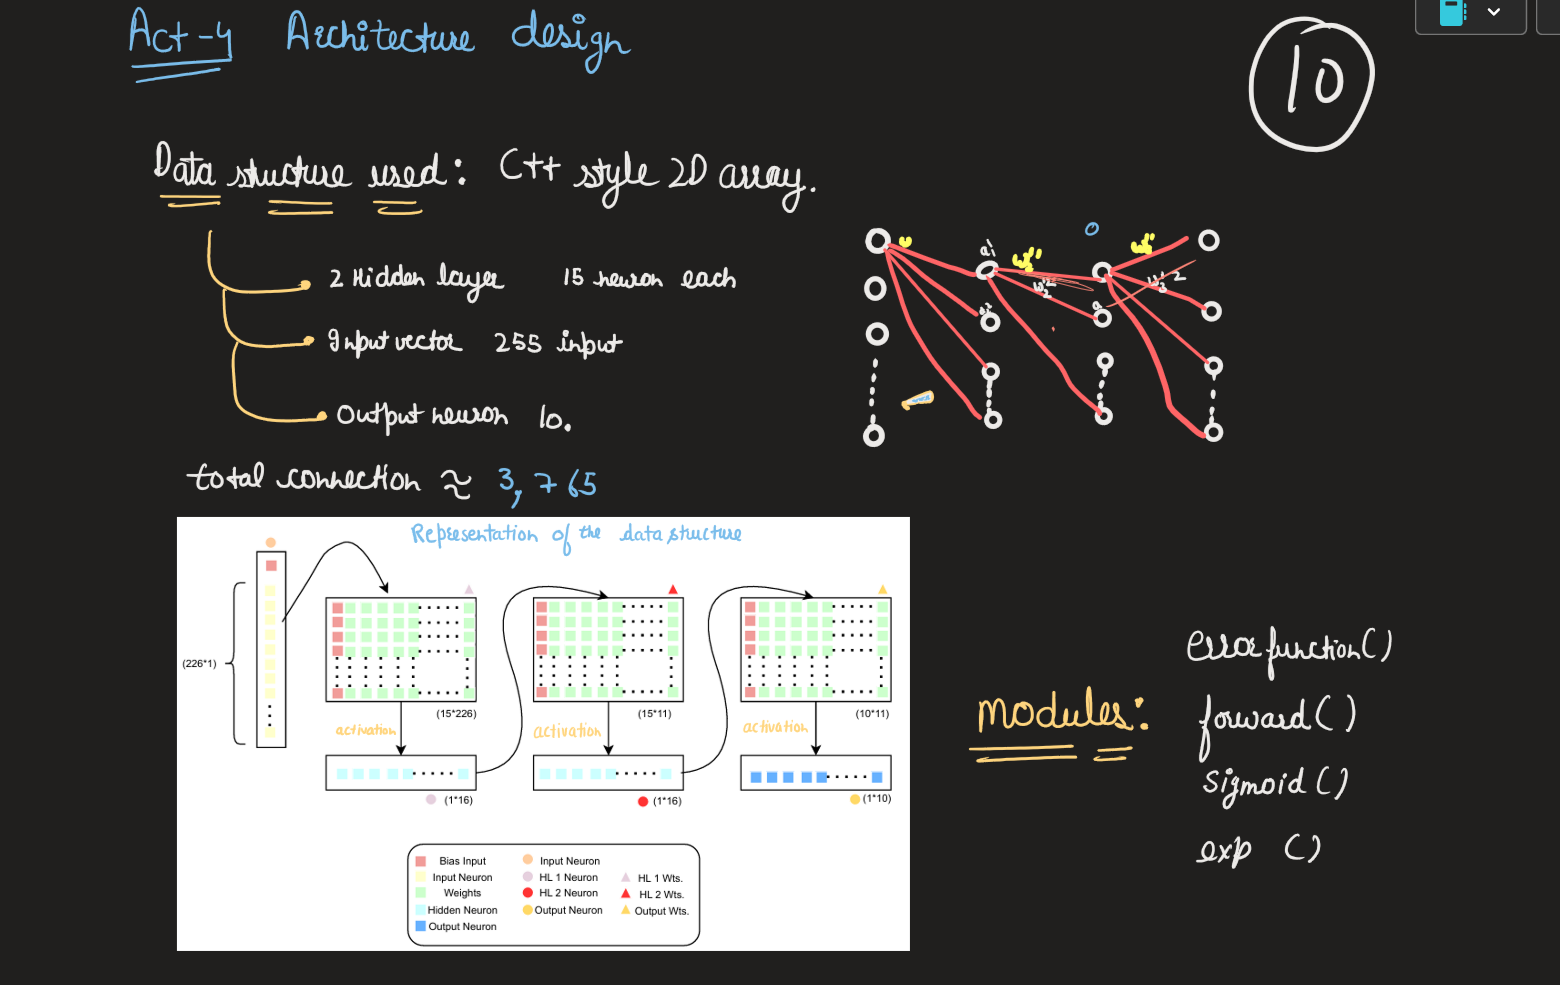 Act-4 Architecture design
10
Data structure used: C++ style 2D array.
2 Hidden layer 15 neuron each
Input vector 255 input
Output neuron 10.
total connection ≈ 3,765
Representation of the data structure
(226*1)
(15*226)
(15*11)
(10*11)
activation
activation
activation
(1*16)
(1*16)
(1*10)
Bias Input
Input Neuron
Weights
Hidden Neuron
Output Neuron
Input Neuron
HL 1 Neuron
HL 2 Neuron
Output Neuron
HL 1 Wts.
HL 2 Wts.
Output Wts.
modules:
error function()
forward()
sigmoid()
exp ()